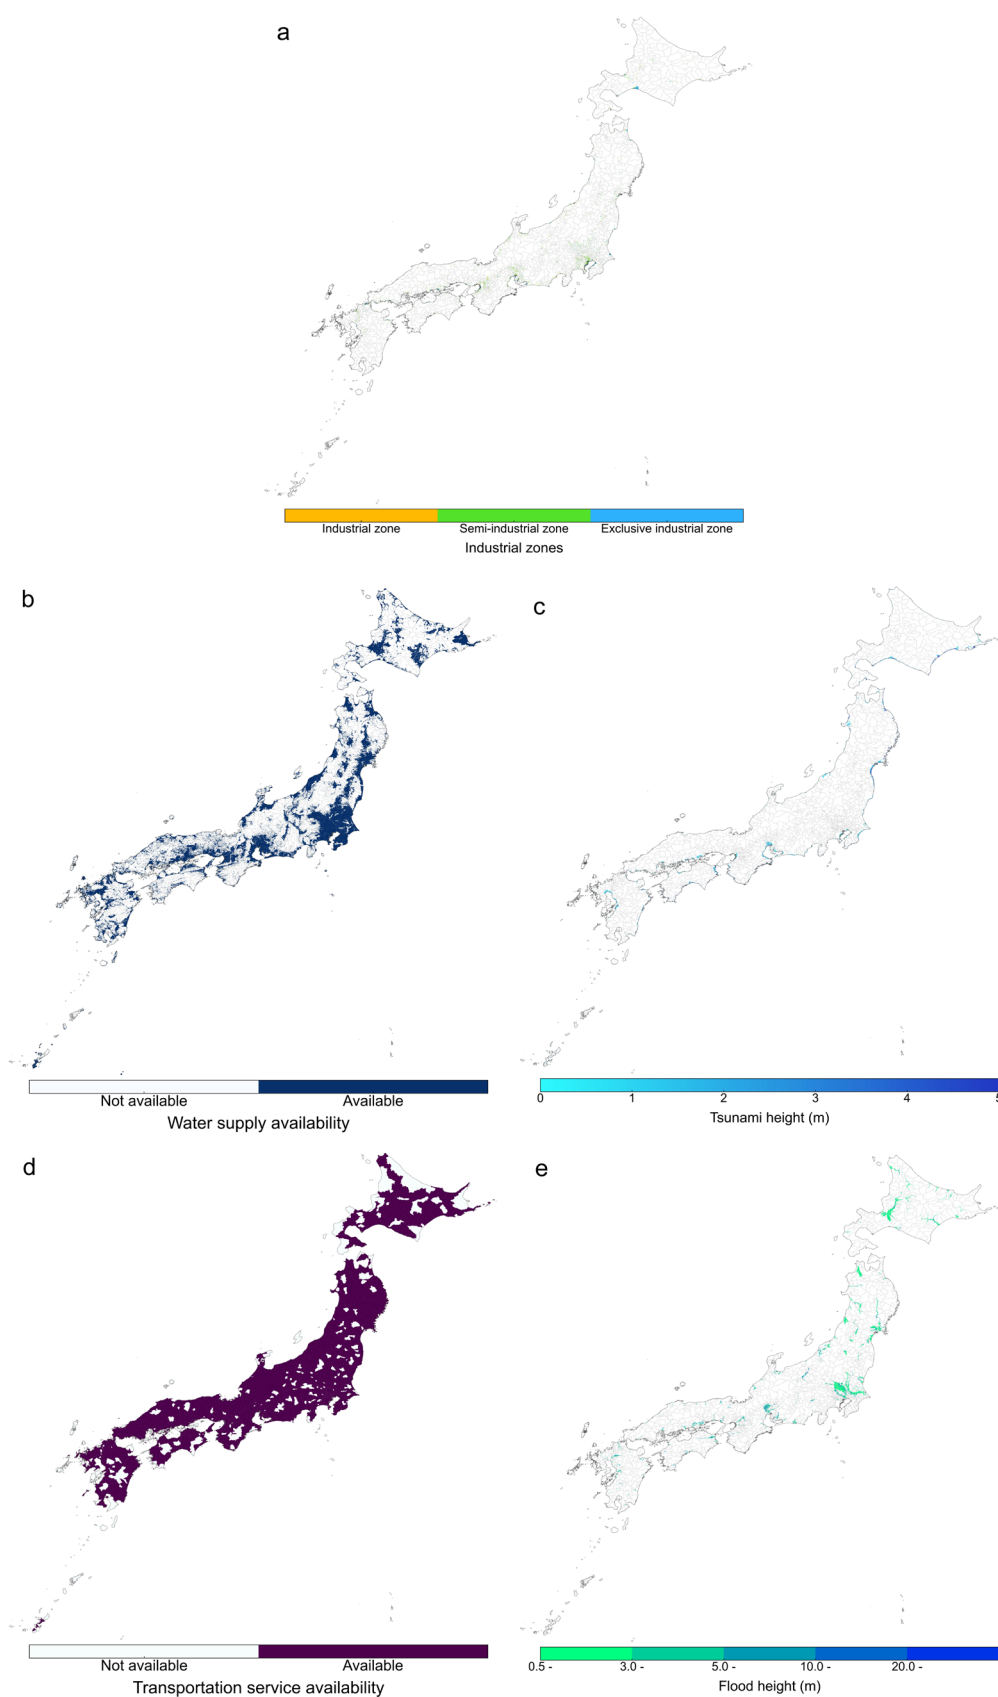 a
Industrial zone Semi-industrial zone Exclusive industrial zone
Industrial zones
b
c
Not available Available
Water supply availability
0 1 2 3 4 5
Tsunami height (m)
d
e
Not available Available
Transportation service availability
0.5 - 3.0 - 5.0 - 10.0 - 20.0 -
Flood height (m)